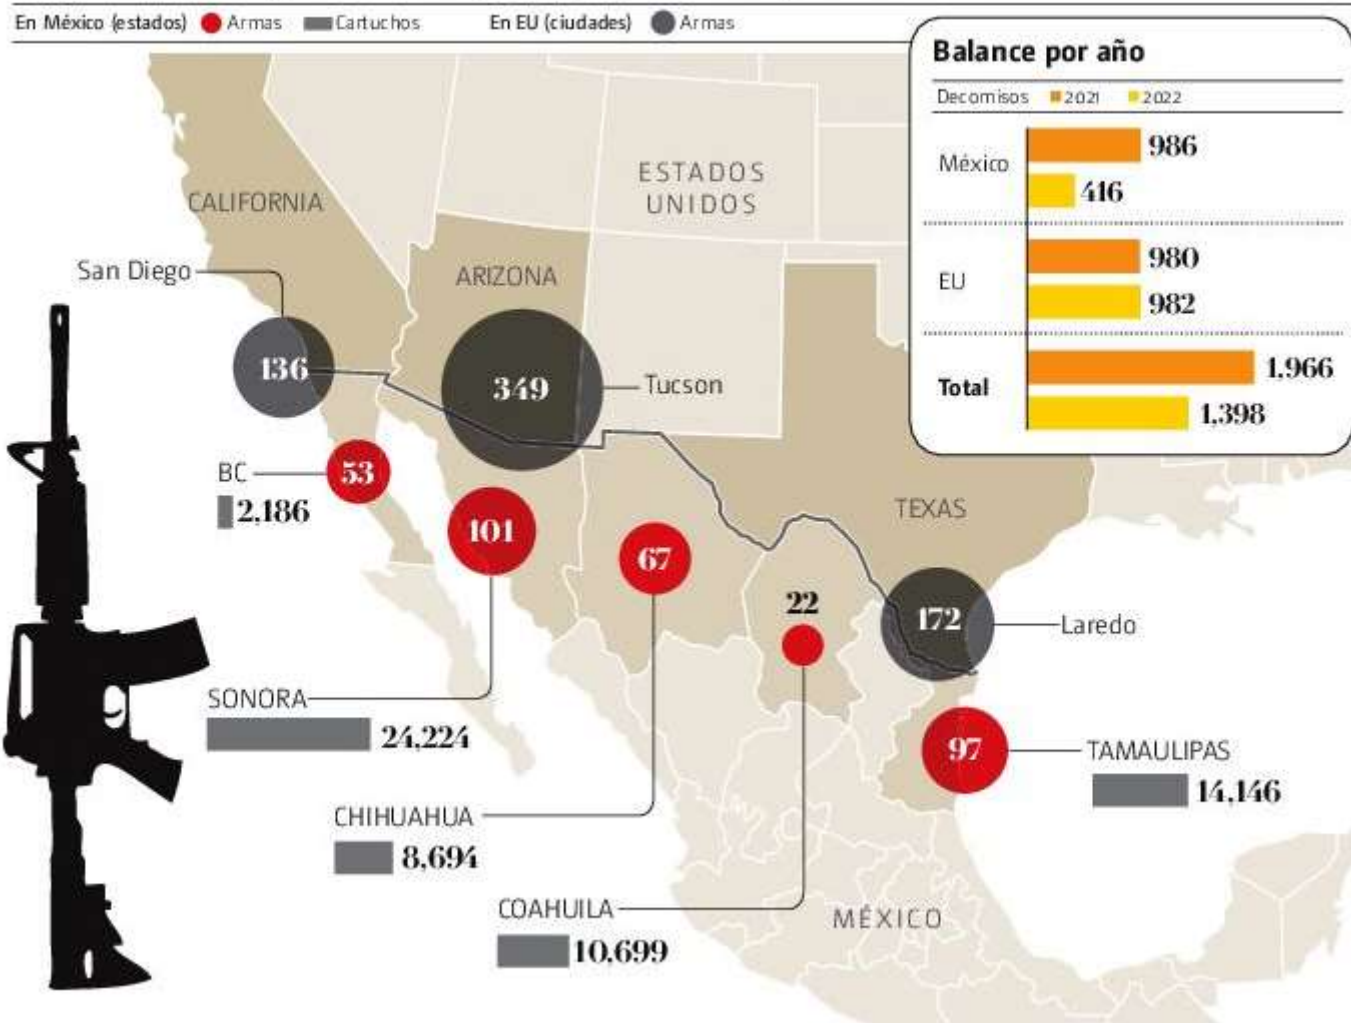 En México (estados) Armas Cartuchos En EU (ciudades) Armas
Balance por año
Decomisos 2021 2022
México
986
416
EU
980
982
Total
1,966
1,398
ESTADOS
UNIDOS
CALIFORNIA
San Diego
136
ARIZONA
349
Tucson
BC
53
2,186
101
SONORA
24,224
67
CHIHUAHUA
8,694
22
COAHUILA
10,699
TEXAS
172
Laredo
97
TAMAULIPAS
14,146
MÉXICO